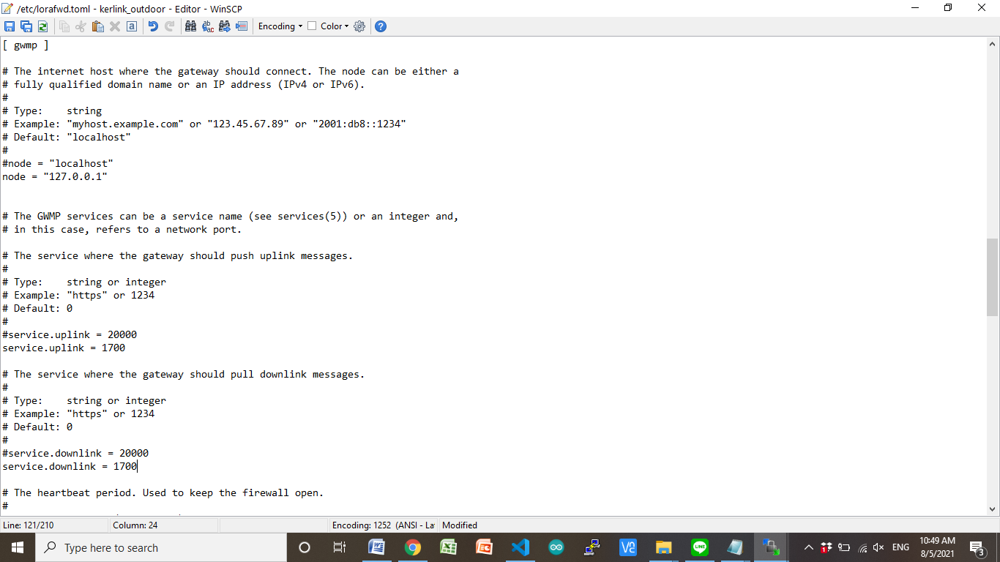 /etc/lorafwd.toml - kerlink_outdoor - Editor - WinSCP
Encoding Color
[ gwmp ]
# The internet host where the gateway should connect. The node can be either a
# fully qualified domain name or an IP address (IPv4 or IPv6).
#
# Type:    string
# Example: "myhost.example.com" or "123.45.67.89" or "2001:db8::1234"
# Default: "localhost"
#
#node = "localhost"
node = "127.0.0.1"
# The GWMP services can be a service name (see services(5)) or an integer and,
# in this case, refers to a network port.
# The service where the gateway should push uplink messages.
#
# Type:    string or integer
# Example: "https" or 1234
# Default: 0
#
#service.uplink = 20000
service.uplink = 1700
# The service where the gateway should pull downlink messages.
#
# Type:    string or integer
# Example: "https" or 1234
# Default: 0
#
#service.downlink = 20000
service.downlink = 1700
# The heartbeat period. Used to keep the firewall open.
#
Line: 121/210 Column: 24 Encoding: 1252 (ANSI - La Modified
Type here to search
ENG
10:49 AM
8/5/2021
3